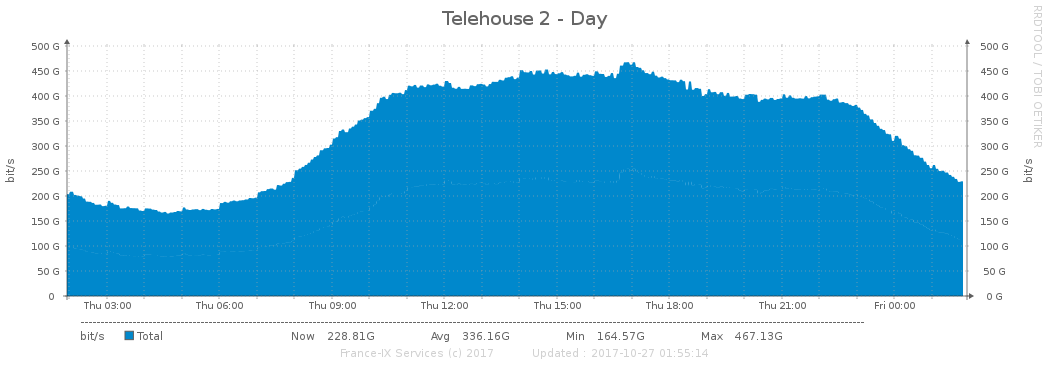 Telehouse 2 - Day
RRDTOOL / TOBI OETIKER
bit/s
500 G 500 G
450 G 450 G
400 G 400 G
350 G 350 G
300 G 300 G
250 G 250 G
200 G 200 G
150 G 150 G
100 G 100 G
50 G 50 G
0 0 G
bit/s
Thu 03:00 Thu 06:00 Thu 09:00 Thu 12:00 Thu 15:00 Thu 18:00 Thu 21:00 Fri 00:00
bit/s Total Now 228.81G Avg 336.16G Min 164.57G Max 467.13G
France-IX Services (c) 2017 Updated : 2017-10-27 01:55:14